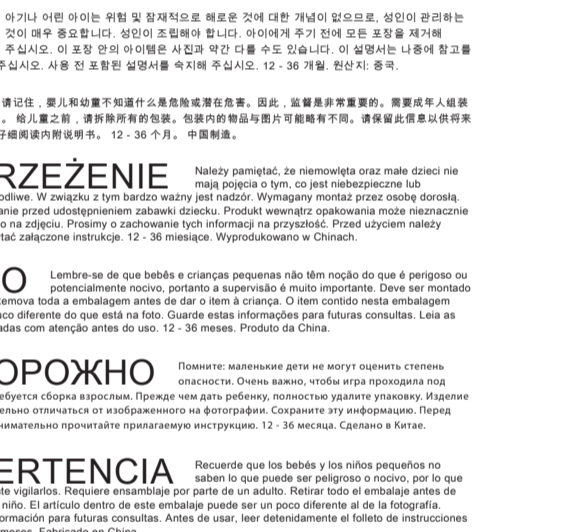 아기나 어린 아이는 위험 및 잠재적으로 해로운 것에 대한 개념이 없으므로, 성인이 관리하는
것이 매우 중요합니다. 성인이 조립해야 합니다. 아이에게 주기 전에 모든 포장을 제거해
주십시오. 이 포장 안의 아이템은 사진과 약간 다를 수도 있습니다. 이 설명서는 나중에 참고를
주십시오. 사용 전 포함된 설명서를 숙지해 주십시오. 12 - 36 개월. 원산지: 중국.
请记住，婴儿和幼童不知道什么是危险或潜在危害。因此，监督是非常重要的。需要成年人组装
。 给儿童之前，请拆除所有的包装。包装内的物品与图片可能略有不同。请保留此信息以供将来
仔细阅读内附说明书。 12 - 36 个月。 中国制造。
RZEŻENIE Należy pamiętać, że niemowlęta oraz małe dzieci nie
mają pojęcia o tym, co jest niebezpieczne lub
odliwe. W związku z tym bardzo ważny jest nadzór. Wymagany montaż przez osobę dorosłą.
anie przed udostępnieniem zabawki dziecku. Produkt wewnątrz opakowania może nieznacznie
o na zdjęciu. Prosimy o zachowanie tych informacji na przyszłość. Przed użyciem należy
tać załączone instrukcje. 12 - 36 miesiące. Wyprodukowano w Chinach.
O Lembre-se de que bebês e crianças pequenas não têm noção do que é perigoso ou
potencialmente nocivo, portanto a supervisão é muito importante. Deve ser montado
Remova toda a embalagem antes de dar o item à criança. O item contido nesta embalagem
uco diferente do que está na foto. Guarde estas informações para futuras consultas. Leia as
adas com atenção antes do uso. 12 - 36 meses. Produto da China.
ОРОЖНО Помните: маленькие дети не могут оценить степень
опасности. Очень важно, чтобы игра проходила под
ебуется сборка взрослым. Прежде чем дать ребенку, полностью удалите упаковку. Изделие
ельно отличаться от изображенного на фотографии. Сохраните эту информацию. Перед
нимательно прочитайте прилагаемую инструкцию. 12 - 36 месяца. Сделано в Китае.
ERTENCIA Recuerde que los bebés y los niños pequeños no
saben lo que puede ser peligroso o nocivo, por lo que
te vigilarlos. Requiere ensamblaje por parte de un adulto. Retirar todo el embalaje antes de
niño. El artículo dentro de este embalaje puede ser un poco diferente al de la fotografía.
ormación para futuras consultas. Antes de usar, leer detenidamente el folleto de instrucciones
meses. Fabricado en China.